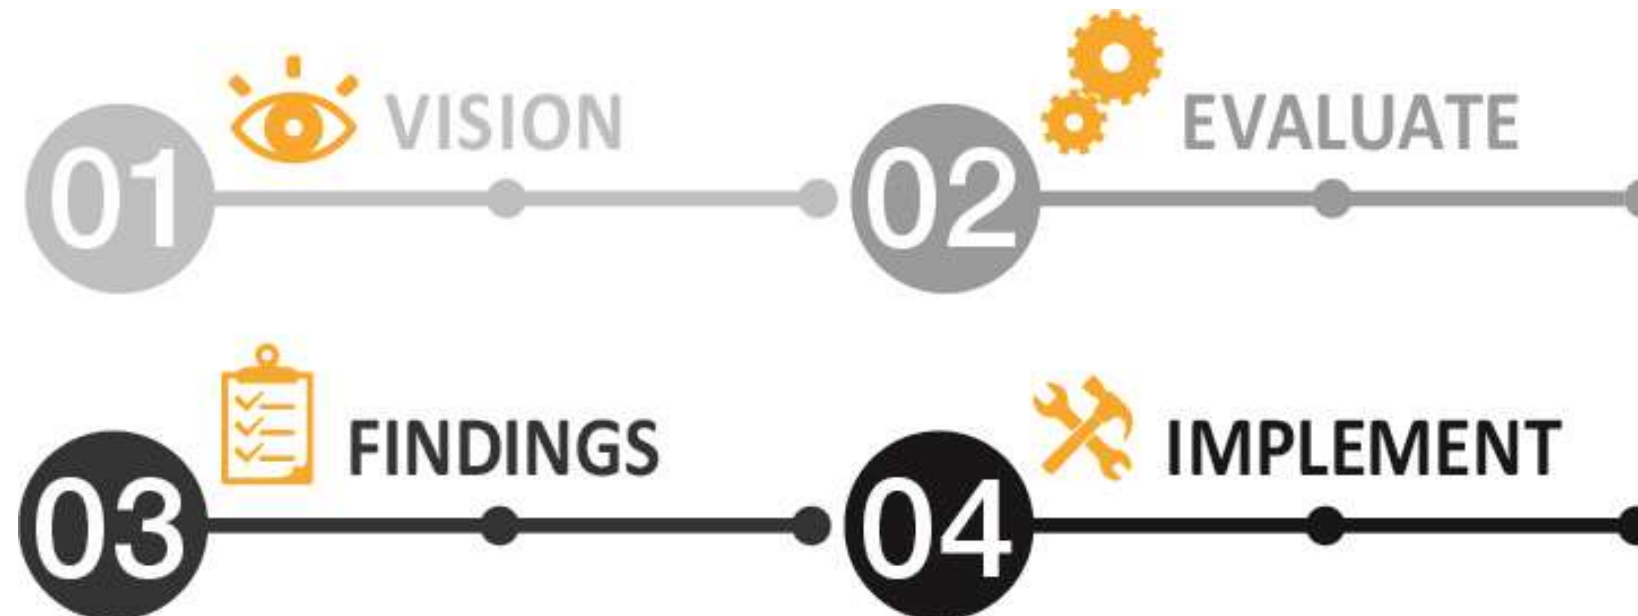 01 VISION
02 EVALUATE
03 FINDINGS
04 IMPLEMENT